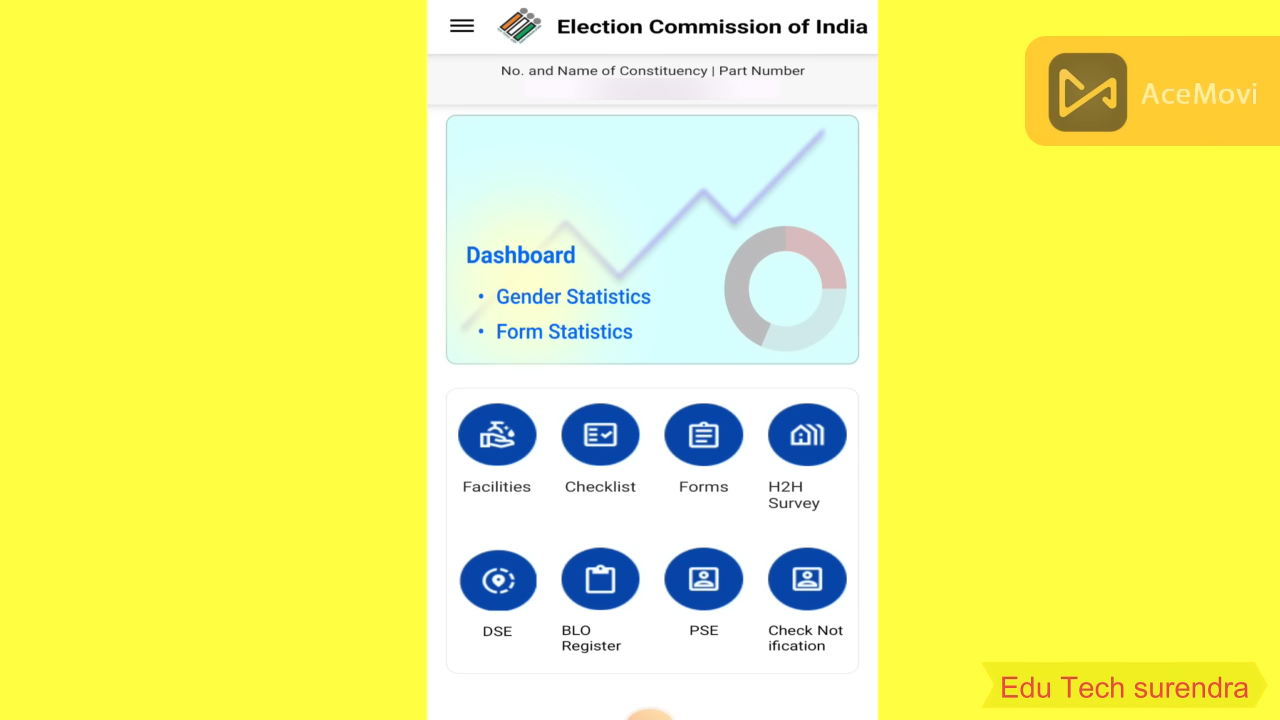 Election Commission of India
No. and Name of Constituency | Part Number
AceMovi
Dashboard
• Gender Statistics
• Form Statistics
Facilities
Checklist
Forms
H2H
Survey
DSE
BLO
Register
PSE
Check Not
ification
Edu Tech surendra